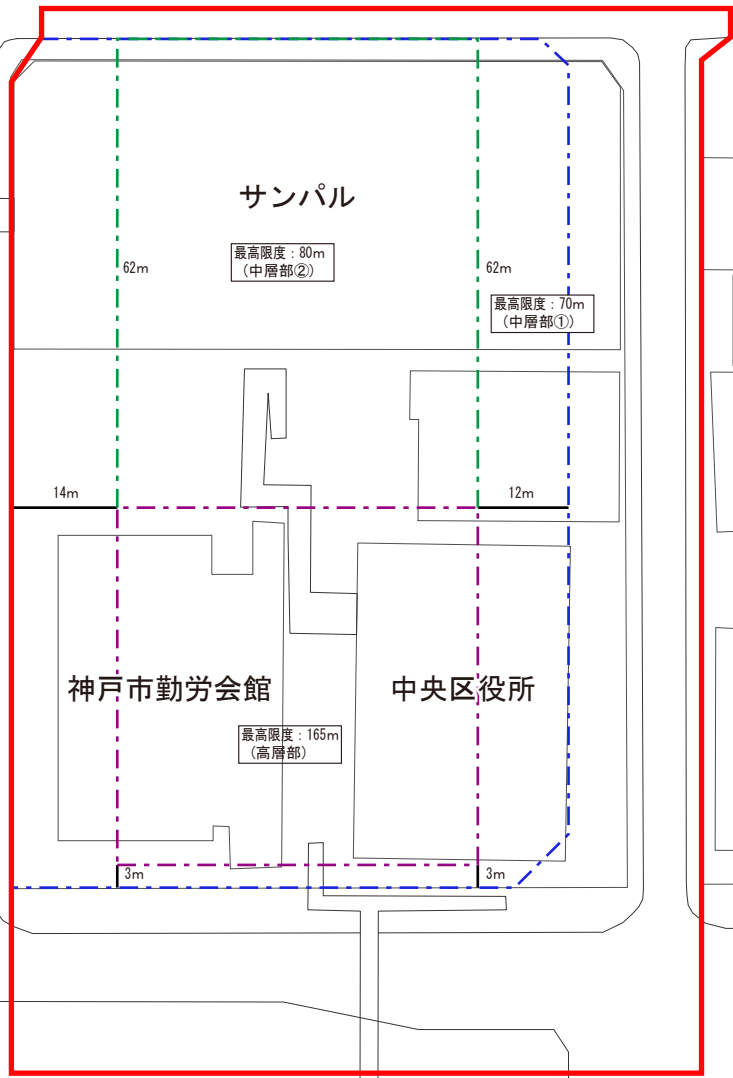 サンパル
最高限度：80m
（中層部②）
62m
62m
最高限度：70m
（中層部①）
14m
12m
神戸市勤労会館
中央区役所
最高限度：165m
（高層部）
3m
3m